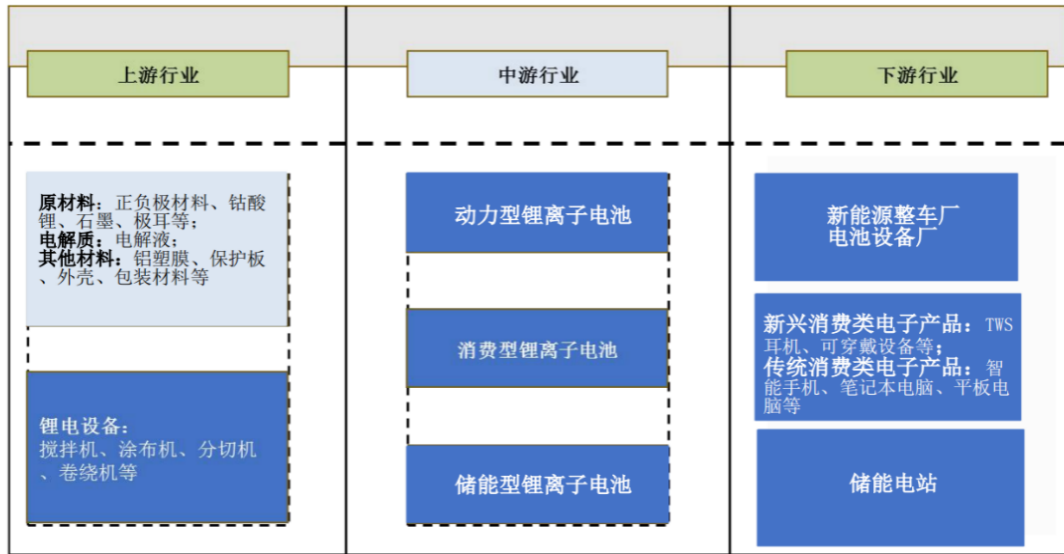 上游行业
中游行业
下游行业
原材料：正负极材料、钴酸
锂、石墨、极耳等；
电解质：电解液；
其他材料：铝塑膜、保护板
、外壳、包装材料等
锂电设备：
搅拌机、涂布机、分切机
、卷绕机等
动力型锂离子电池
消费型锂离子电池
储能型锂离子电池
新能源整车厂
电池设备厂
新兴消费类电子产品：TWS
耳机、可穿戴设备等；
传统消费类电子产品：智
能手机、笔记本电脑、平板电
脑等
储能电站